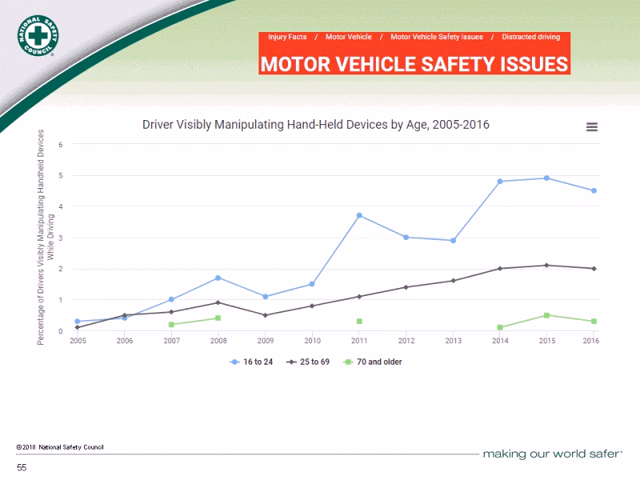 NATIONAL SAFETY
COUNCIL
Injury Facts / Motor Vehicle / Motor Vehicle Safety Issues / Distracted driving
MOTOR VEHICLE SAFETY ISSUES
Driver Visibly Manipulating Hand-Held Devices by Age, 2005-2016
Percentage of Drivers Visibly Manipulating Handheld Devices
While Driving
6
5
4
3
2
1
0
2005 2006 2007 2008 2009 2010 2011 2012 2013 2014 2015 2016
16 to 24 25 to 69 70 and older
©2018 National Safety Council
making our world safer
55